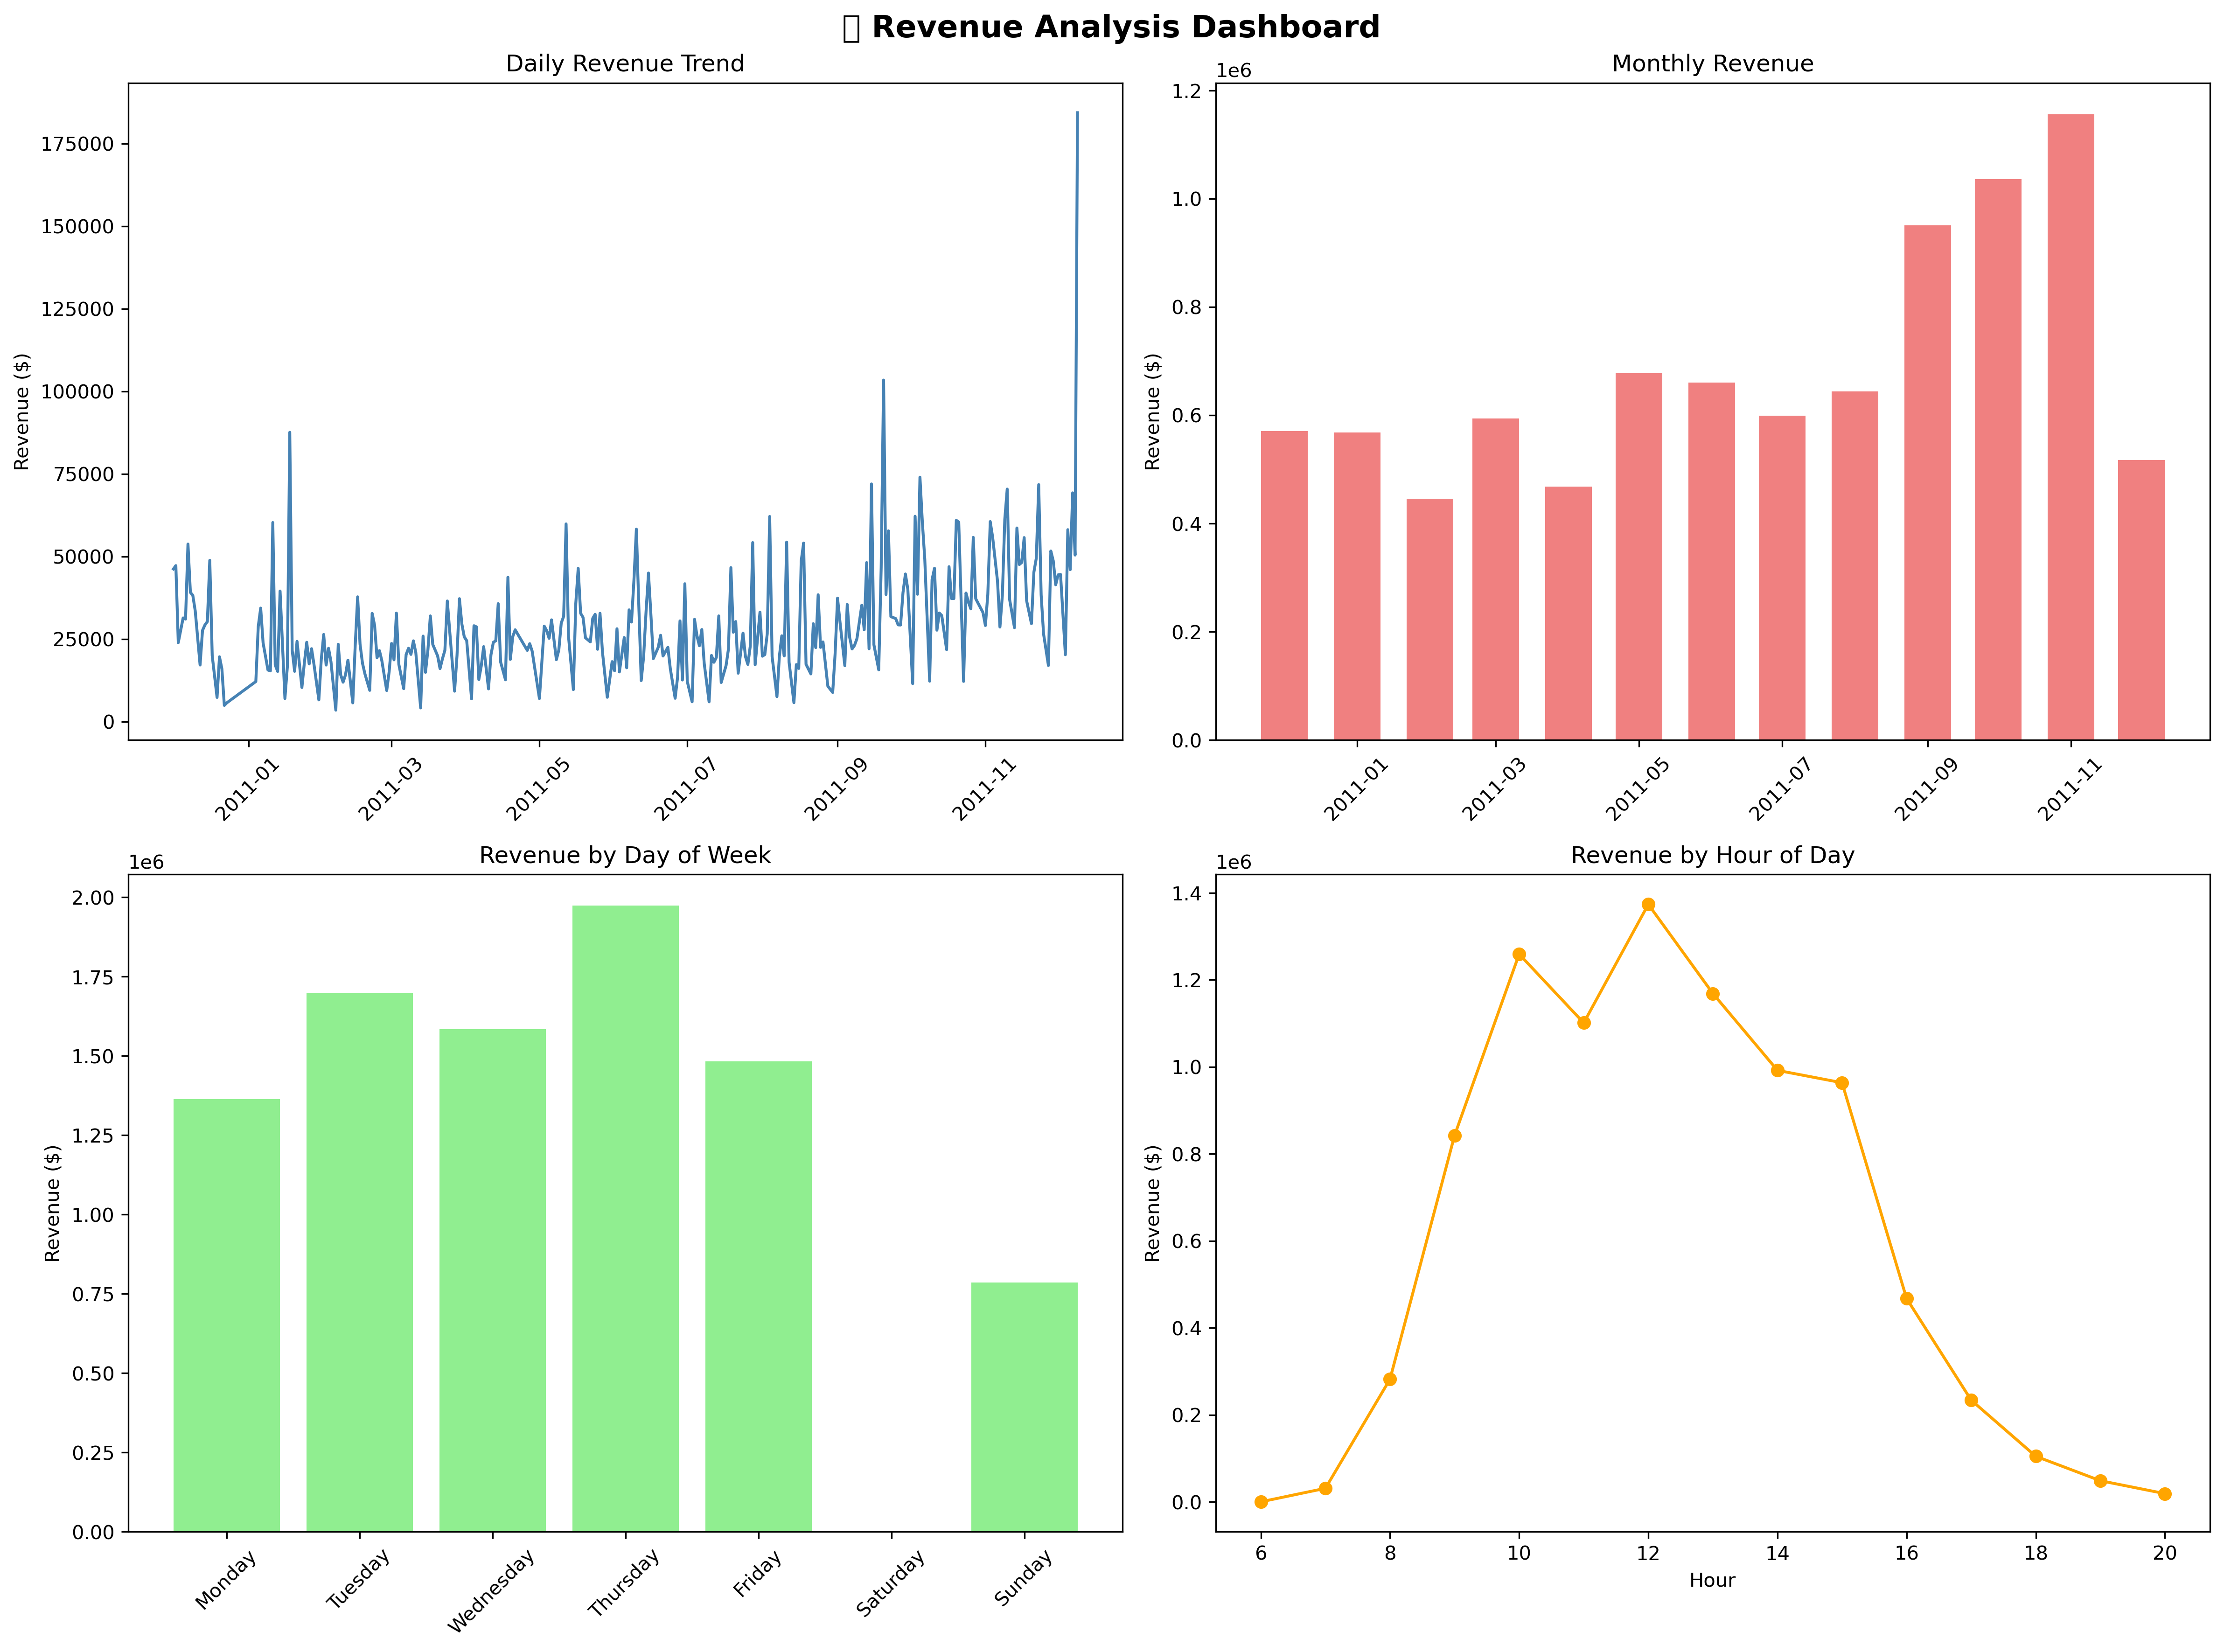 ▯ Revenue Analysis Dashboard
Daily Revenue Trend
Revenue ($)
175000
150000
125000
100000
75000
50000
25000
0
2011-01
2011-03
2011-05
2011-07
2011-09
2011-11
Monthly Revenue
1e6
Revenue ($)
1.2
1.0
0.8
0.6
0.4
0.2
0.0
2011-01
2011-03
2011-05
2011-07
2011-09
2011-11
Revenue by Day of Week
1e6
Revenue ($)
2.00
1.75
1.50
1.25
1.00
0.75
0.50
0.25
0.00
Monday
Tuesday
Wednesday
Thursday
Friday
Saturday
Sunday
Revenue by Hour of Day
1e6
Revenue ($)
1.4
1.2
1.0
0.8
0.6
0.4
0.2
0.0
6
8
10
12
14
16
18
20
Hour